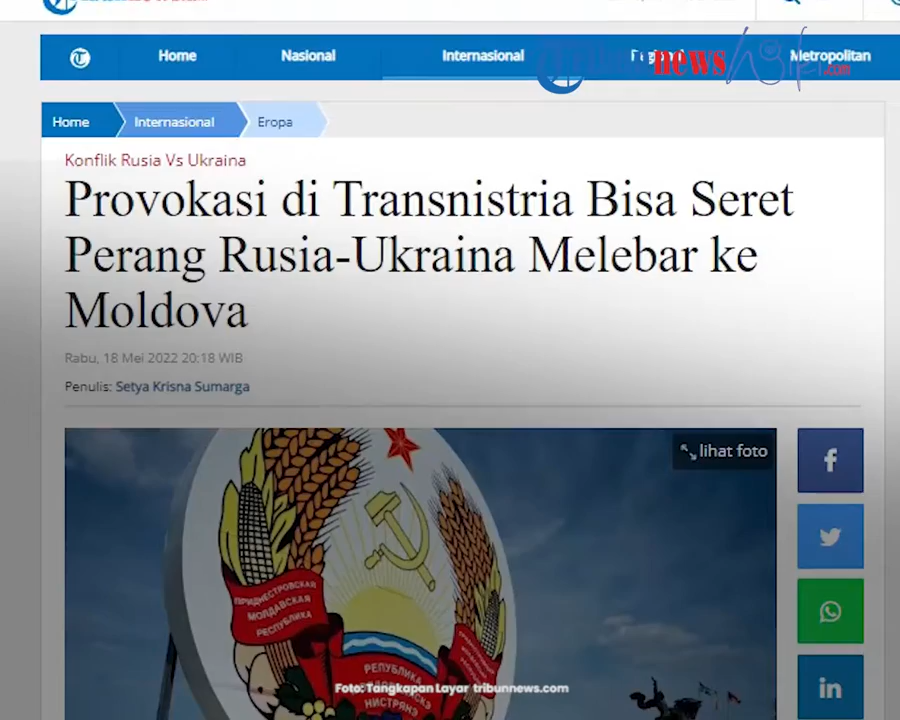 Home Nasional Internasional Metropolitan
news
.com
Home Internasional Eropa
Konflik Rusia Vs Ukraina
Provokasi di Transnistria Bisa Seret
Perang Rusia-Ukraina Melebar ke
Moldova
Rabu, 18 Mei 2022 20:18 WIB
Penulis: Setya Krisna Sumarga
lihat foto
ПРИДНЕСТРОВСКАЯ
МОЛДАВСКАЯ
РЕСПУБЛИКА
РЕПУБЛИКА
НИСТРЯНЭ
Foto: Tangkapan Layar tribunnews.com